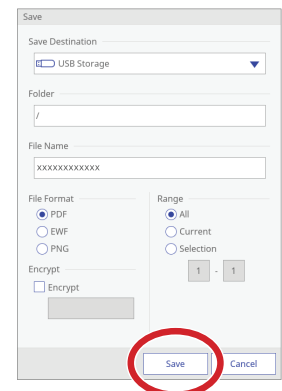 Save
Save Destination
USB Storage
Folder
/
File Name
xxxxxxxxxxxx
File Format
PDF
EWF
PNG
Encrypt
Encrypt
Range
All
Current
Selection
1 - 1
Save
Cancel